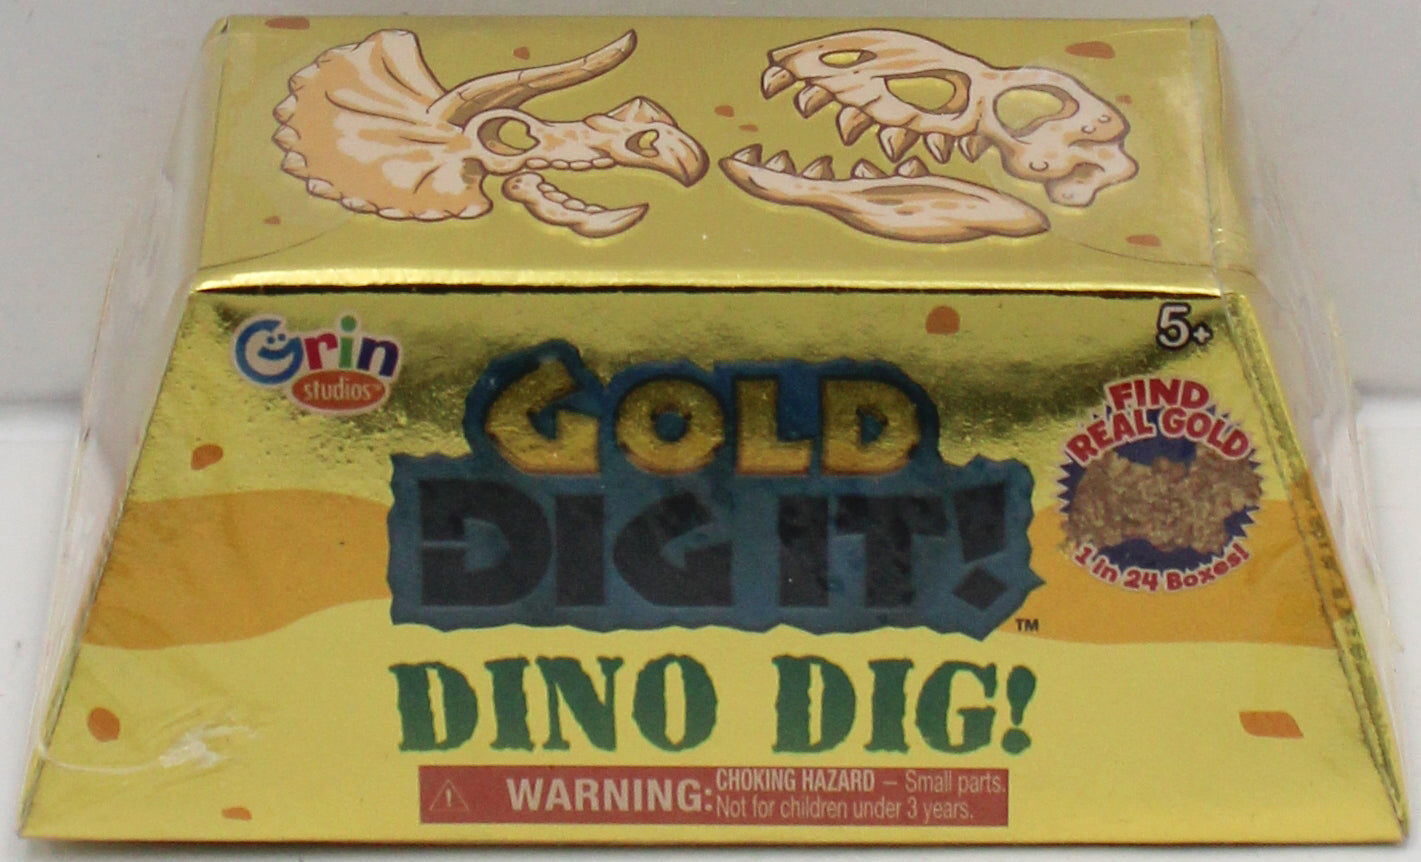 Grin
studios™
5+
GOLD
DIG IT!
™
FIND
REAL GOLD
1 in 24 Boxes!
DINO DIG!
WARNING: CHOKING HAZARD — Small parts.
Not for children under 3 years.